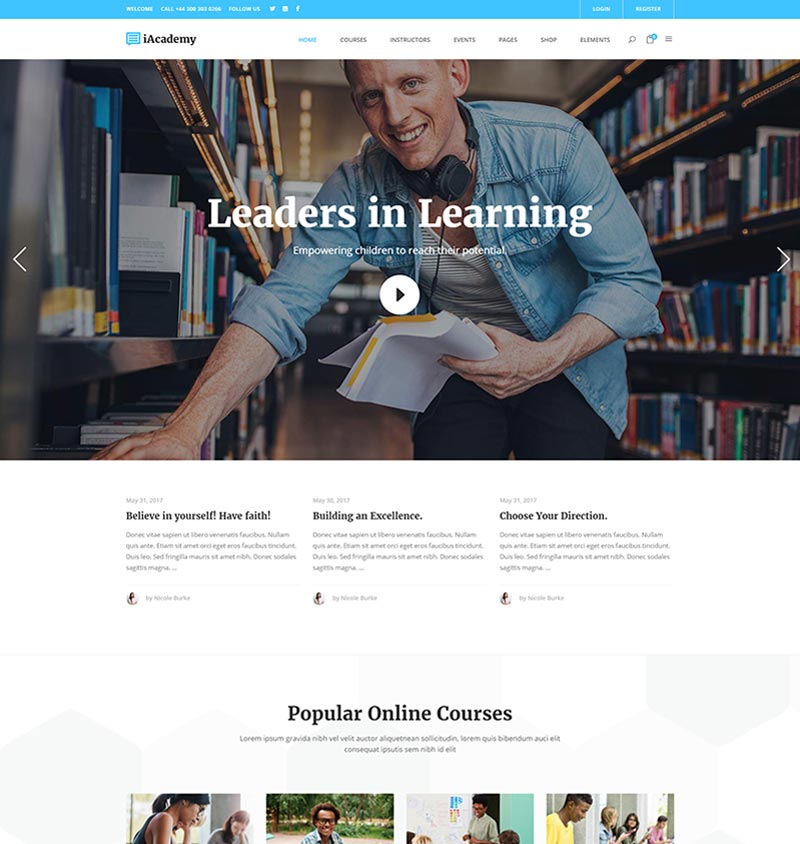 WELCOME CALL +44 300 303 0266 FOLLOW US
LOGIN REGISTER
iAcademy
HOME COURSES INSTRUCTORS EVENTS PAGES SHOP ELEMENTS
Leaders in Learning
Empowering children to reach their potential.
May 31, 2017
Believe in yourself! Have faith!
Donec vitae sapien ut libero venenatis faucibus. Nullam
quis ante. Etiam sit amet orci eget eros faucibus tincidunt.
Duis leo. Sed fringilla mauris sit amet nibh. Donec sodales
sagittis magna. ...
by Nicole Burke
May 30, 2017
Building an Excellence.
Donec vitae sapien ut libero venenatis faucibus. Nullam
quis ante. Etiam sit amet orci eget eros faucibus tincidunt.
Duis leo. Sed fringilla mauris sit amet nibh. Donec sodales
sagittis magna. ...
by Nicole Burke
May 31, 2017
Choose Your Direction.
Donec vitae sapien ut libero venenatis faucibus. Nullam
quis ante. Etiam sit amet orci eget eros faucibus tincidunt.
Duis leo. Sed fringilla mauris sit amet nibh. Donec sodales
sagittis magna. ...
by Nicole Burke
Popular Online Courses
Lorem ipsum gravida nibh vel velit auctor aliquetnean sollicitudin, lorem quis bibendum auci elit
consequat ipsutis sem nibh id elit